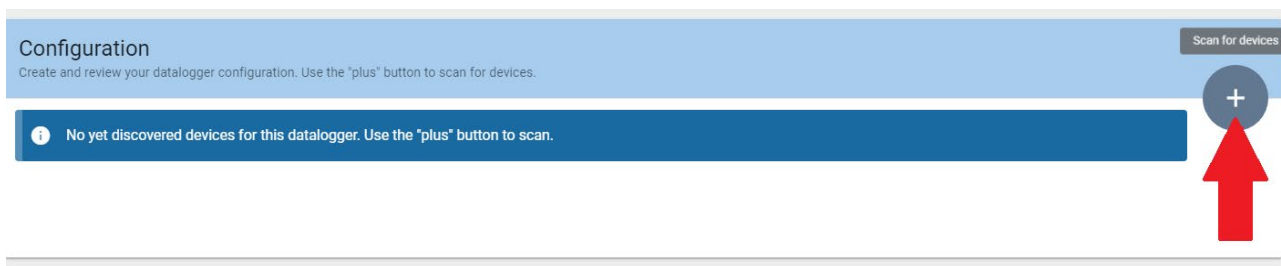 Configuration
Scan for devices
Create and review your datalogger configuration. Use the "plus" button to scan for devices.
No yet discovered devices for this datalogger. Use the "plus" button to scan.